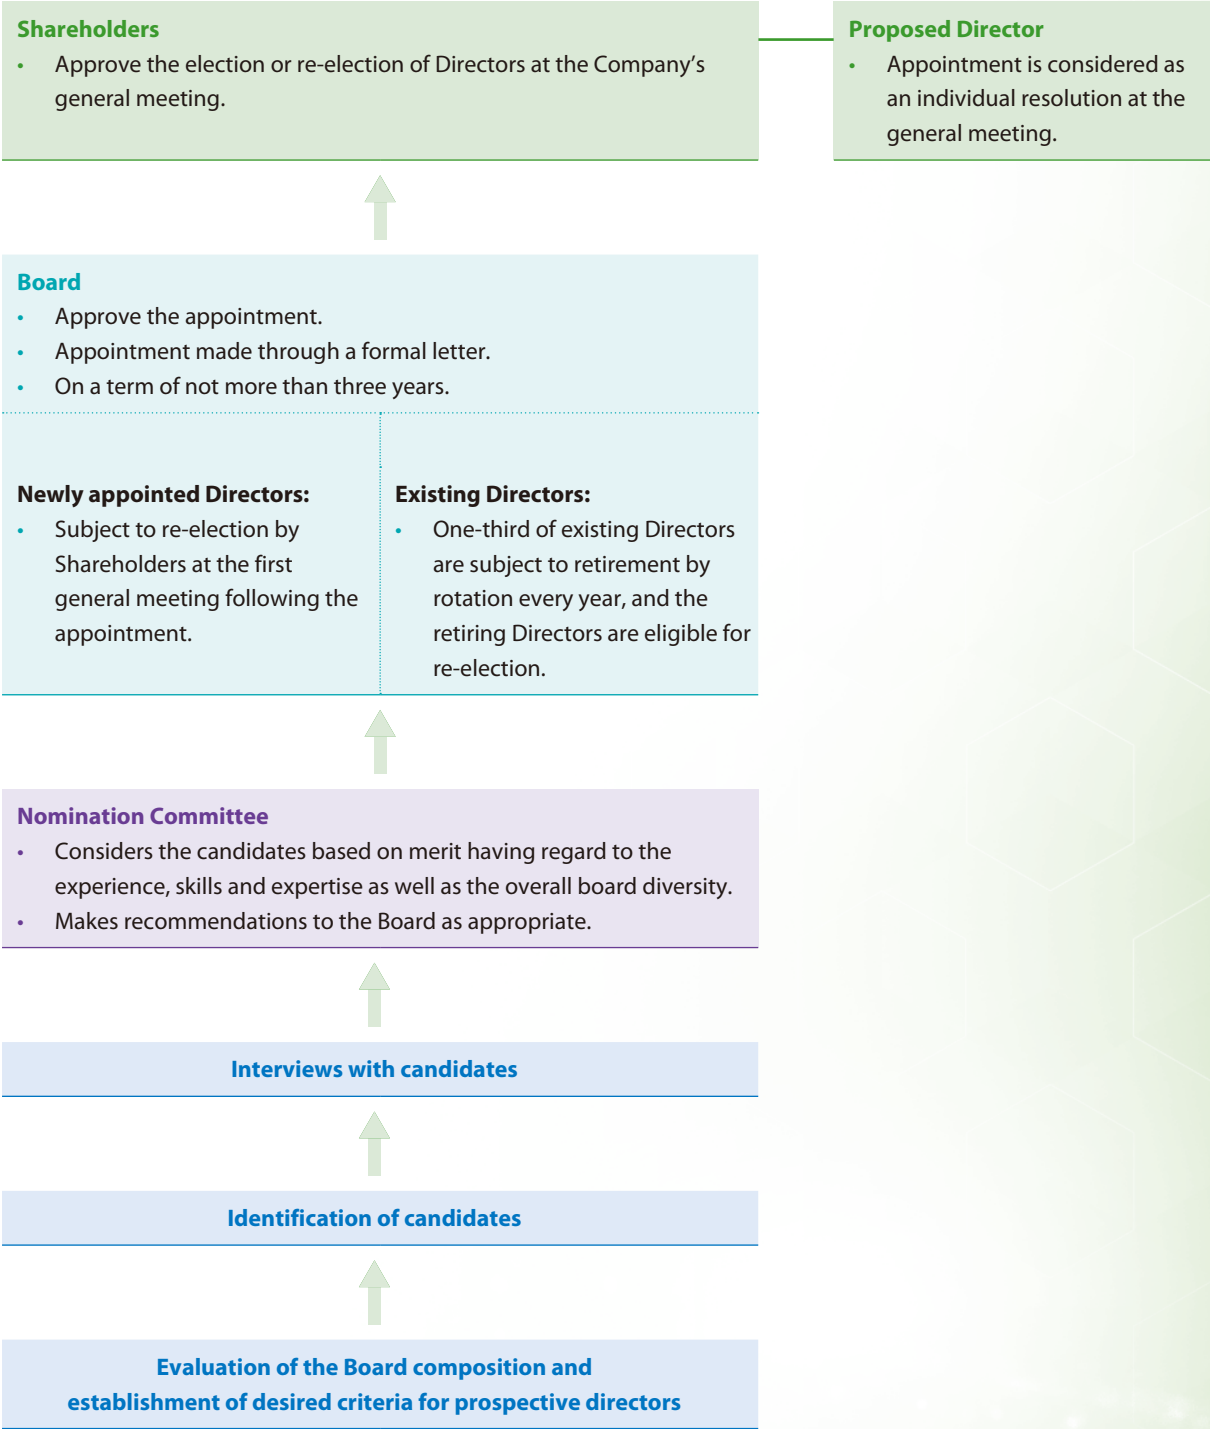 Shareholders
• Approve the election or re-election of Directors at the Company's
general meeting.
Proposed Director
• Appointment is considered as
an individual resolution at the
general meeting.
Board
• Approve the appointment.
• Appointment made through a formal letter.
• On a term of not more than three years.
Newly appointed Directors:
• Subject to re-election by
Shareholders at the first
general meeting following the
appointment.
Existing Directors:
• One-third of existing Directors
are subject to retirement by
rotation every year, and the
retiring Directors are eligible for
re-election.
Nomination Committee
• Considers the candidates based on merit having regard to the
experience, skills and expertise as well as the overall board diversity.
• Makes recommendations to the Board as appropriate.
Interviews with candidates
Identification of candidates
Evaluation of the Board composition and
establishment of desired criteria for prospective directors